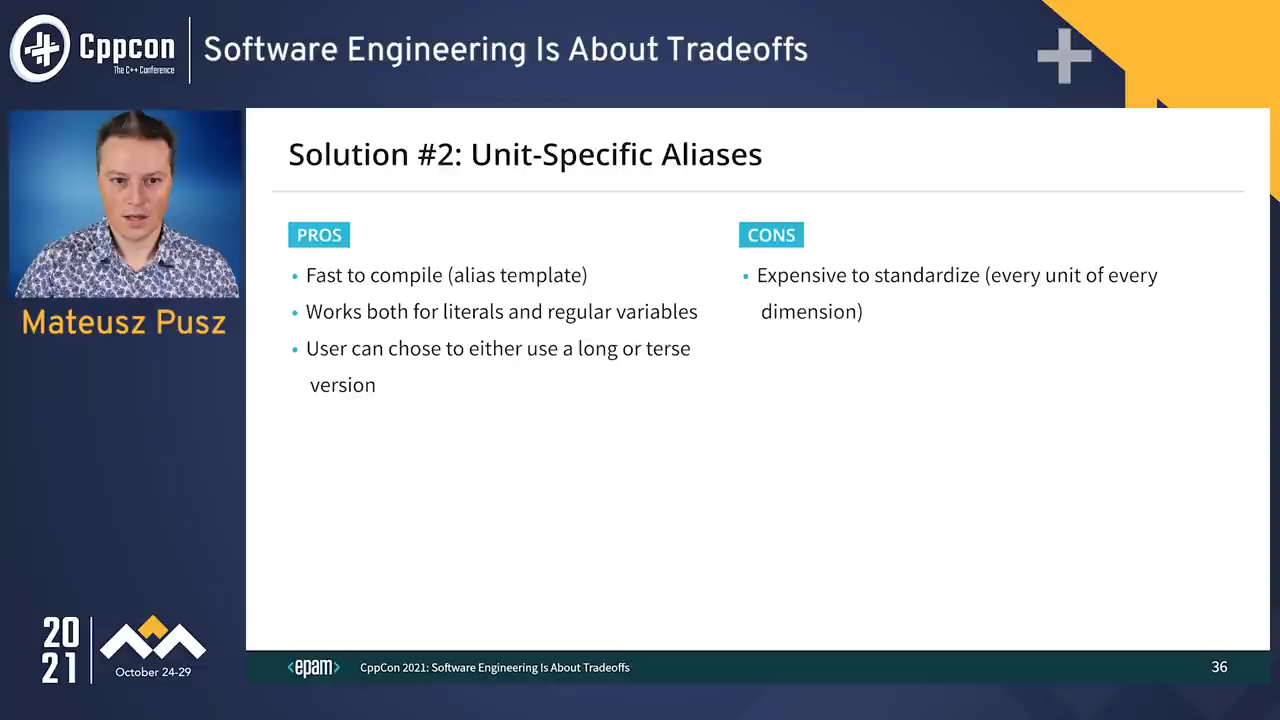 Cppcon
The C++ Conference
Software Engineering Is About Tradeoffs
Mateusz Pusz
Solution #2: Unit-Specific Aliases
PROS
• Fast to compile (alias template)
• Works both for literals and regular variables
• User can chose to either use a long or terse
version
CONS
• Expensive to standardize (every unit of every
dimension)
20
21
October 24-29
<epam>
CppCon 2021: Software Engineering Is About Tradeoffs
36